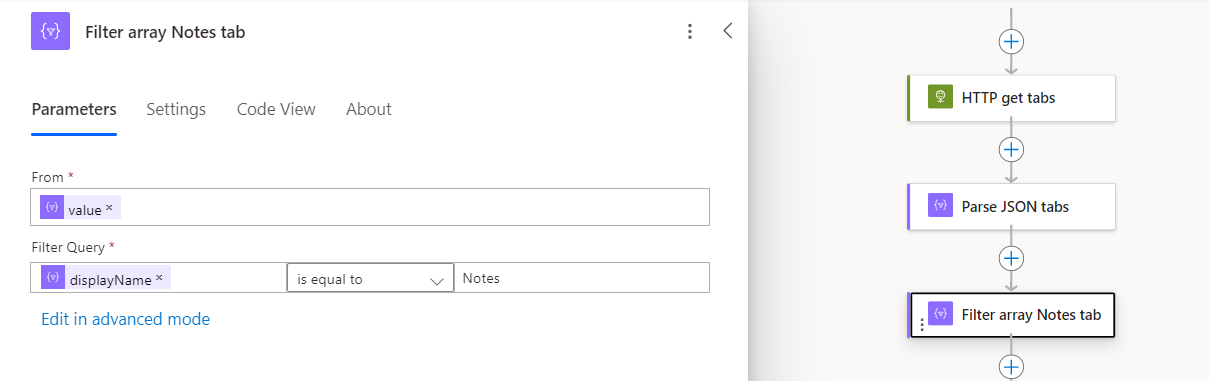 Filter array Notes tab
Parameters Settings Code View About
From *
value ×
Filter Query *
displayName × is equal to Notes
Edit in advanced mode
HTTP get tabs
Parse JSON tabs
Filter array Notes tab